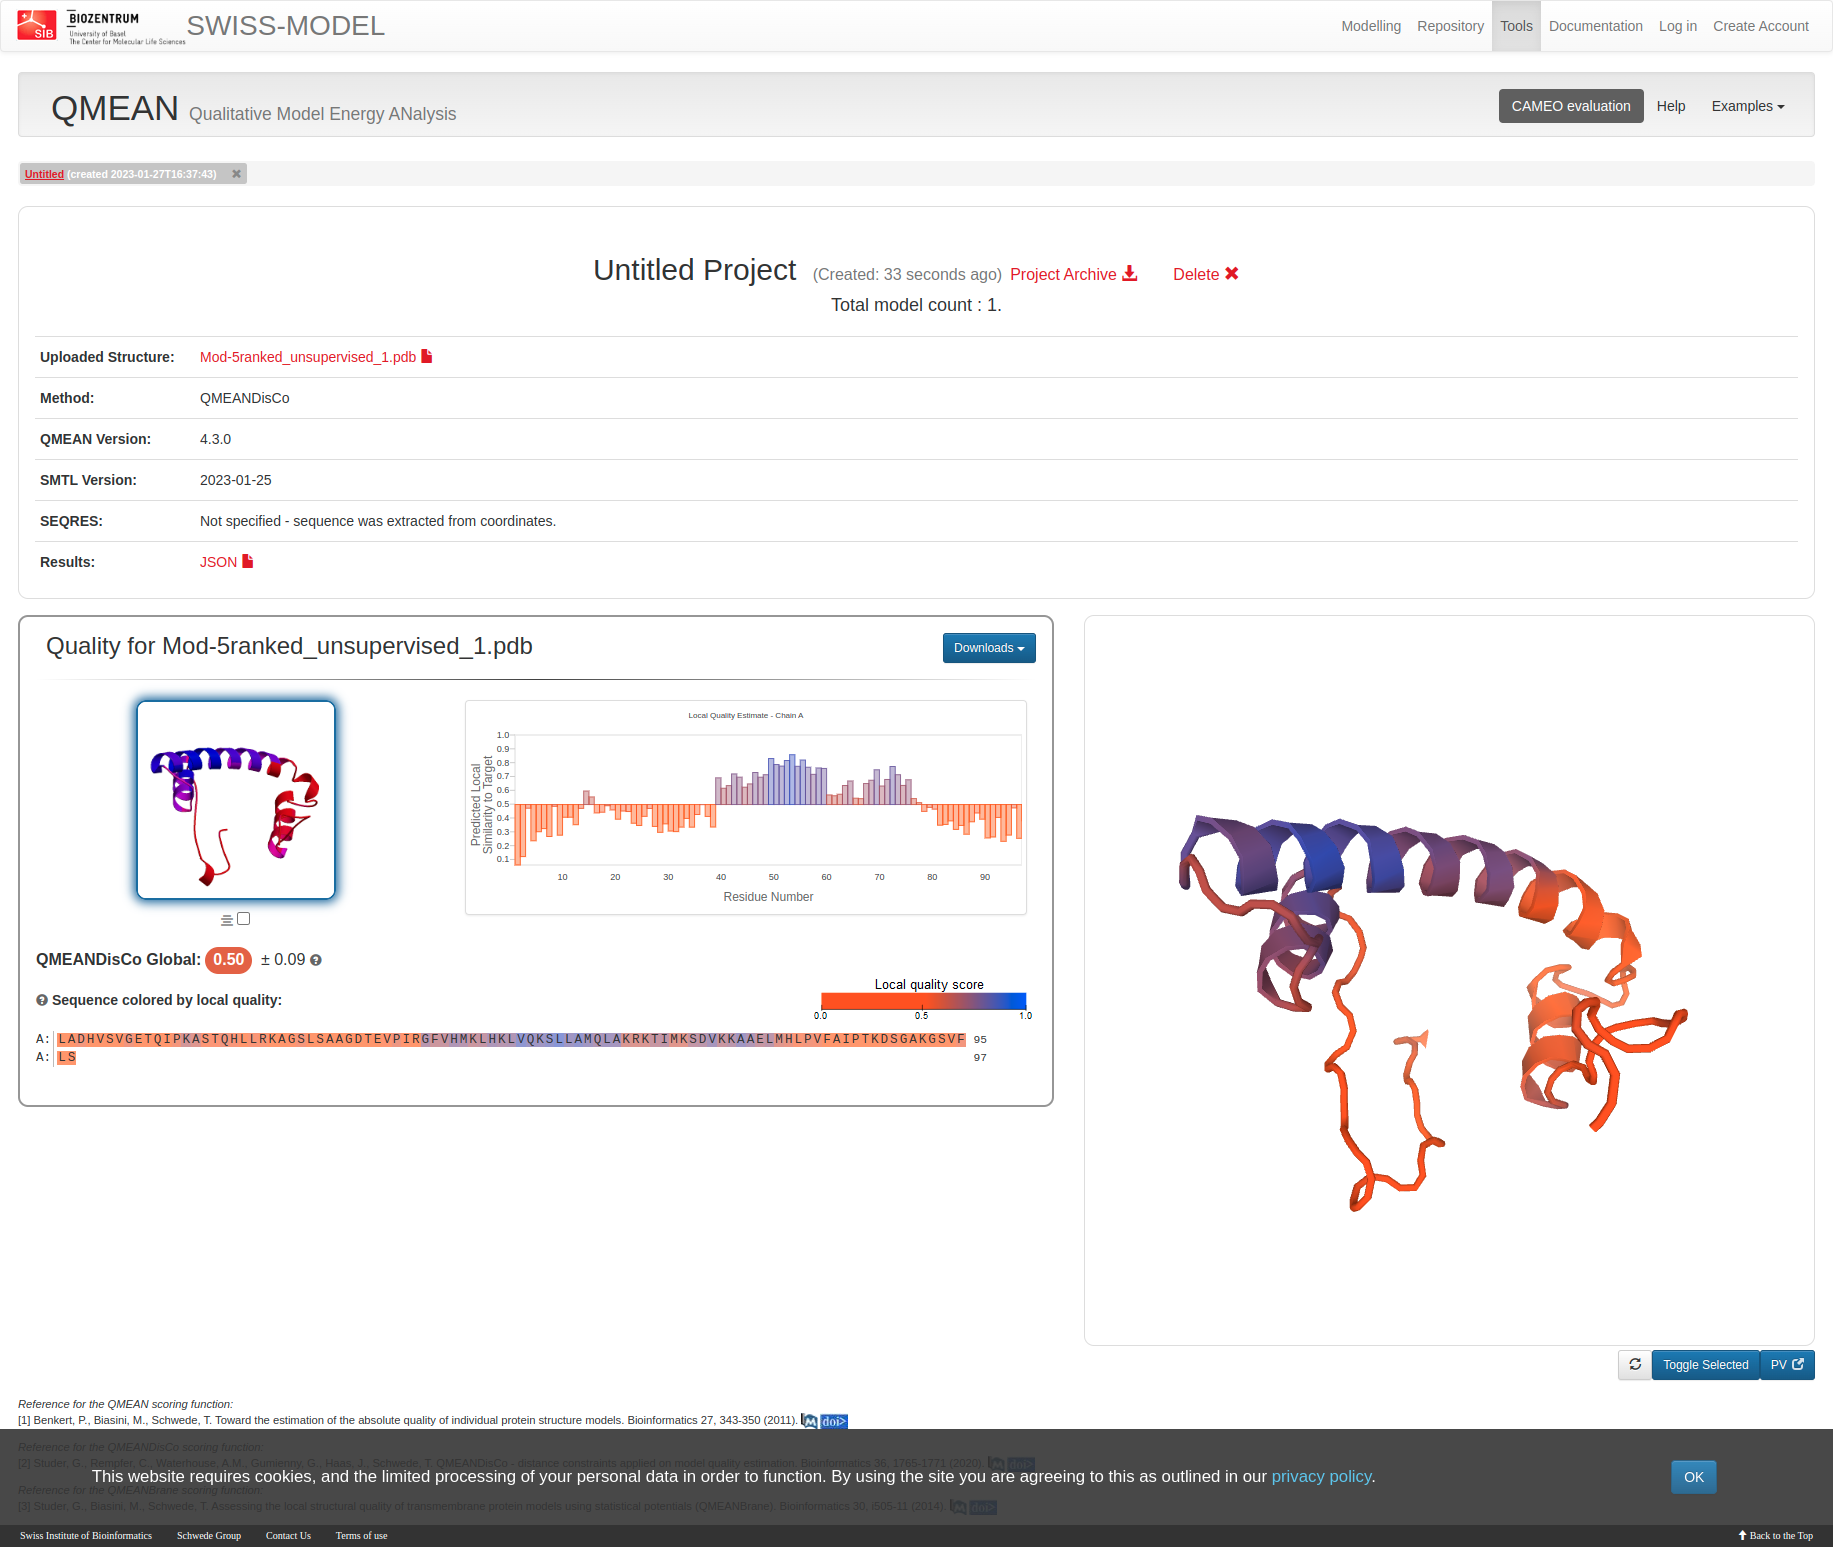 SIB
BIOZENTRUM
University of Basel
The Center for Molecular Life Sciences
SWISS-MODEL
Modelling Repository Tools Documentation Log in Create Account
QMEAN Qualitative Model Energy ANalysis
CAMEO evaluation Help Examples
Untitled (created 2023-01-27T16:37:43)
Untitled Project (Created: 33 seconds ago) Project Archive Delete
Total model count : 1.
Uploaded Structure: Mod-5ranked_unsupervised_1.pdb
Method: QMEANDisCo
QMEAN Version: 4.3.0
SMTL Version: 2023-01-25
SEQRES: Not specified - sequence was extracted from coordinates.
Results: JSON
Quality for Mod-5ranked_unsupervised_1.pdb
Downloads
Local Quality Estimate - Chain A
Predicted Local
Similarity to Target
1.0
0.9
0.8
0.7
0.6
0.5
0.4
0.3
0.2
0.1
10 20 30 40 50 60 70 80 90
Residue Number
QMEANDisCo Global: 0.50 ± 0.09
Sequence colored by local quality:
Local quality score
0.0 0.5 1.0
A: LADHVSVGETQIPKASTQHLLRKAGSLSAAGDTEVPIRGFVHMKLHKLVQKSLLAMQLAKRKTIMKSDVKKAAELMHLPVFAIPTKDSGAKGSVF 95
A: LS 97
Toggle Selected PV
Reference for the QMEAN scoring function:
[1] Benkert, P., Biasini, M., Schwede, T. Toward the estimation of the absolute quality of individual protein structure models. Bioinformatics 27, 343-350 (2011). M doi>
Reference for the QMEANDisCo scoring function:
[2] Studer, G., Rempfer, C., Waterhouse, A.M., Gumienny, G., Haas, J., Schwede, T. QMEANDisCo - distance constraints applied on model quality estimation. Bioinformatics 36, 1765-1771 (2020). M doi>
This website requires cookies, and the limited processing of your personal data in order to function. By using the site you are agreeing to this as outlined in our privacy policy.
OK
Reference for the QMEANBrane scoring function:
[3] Studer, G., Biasini, M., Schwede, T. Assessing the local structural quality of transmembrane protein models using statistical potentials (QMEANBrane). Bioinformatics 30, i505-11 (2014). M doi>
Swiss Institute of Bioinformatics Schwede Group Contact Us Terms of use
Back to the Top